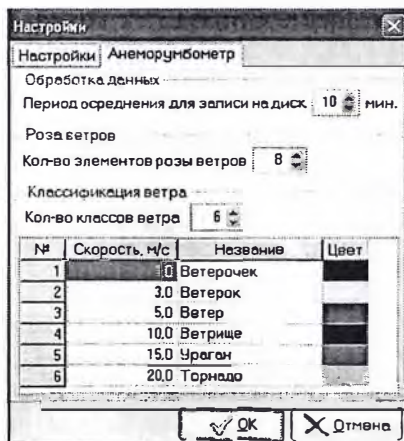 Настройки
Настройки Анеморумбометр
Обработка данных
Период осреднения для записи на диск 10 мин.
Роза ветров
Кол-во элементов розы ветров 8
Классификация ветра
Кол-во классов ветра 6
№ Скорость, м/с Название Цвет
1 0 Ветерочек
2 3.0 Ветерок
3 5,0 Ветер
4 10.0 Ветрище
5 15.0 Ураган
6 20,0 Торнадо
OK Отмена